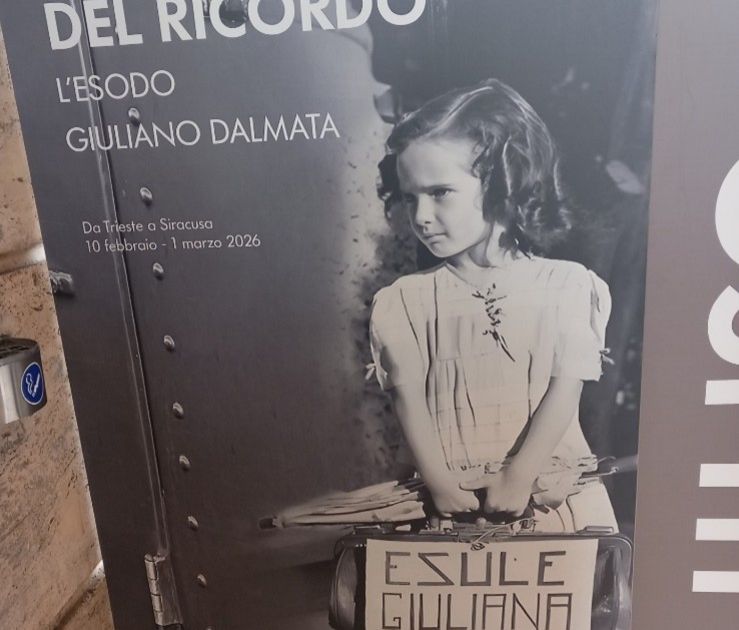 DEL RICORDO
L'ESODO
GIULIANO DALMATA
Da Trieste a Siracusa
10 febbraio - 1 marzo 2026
ESULE
GIULIANA